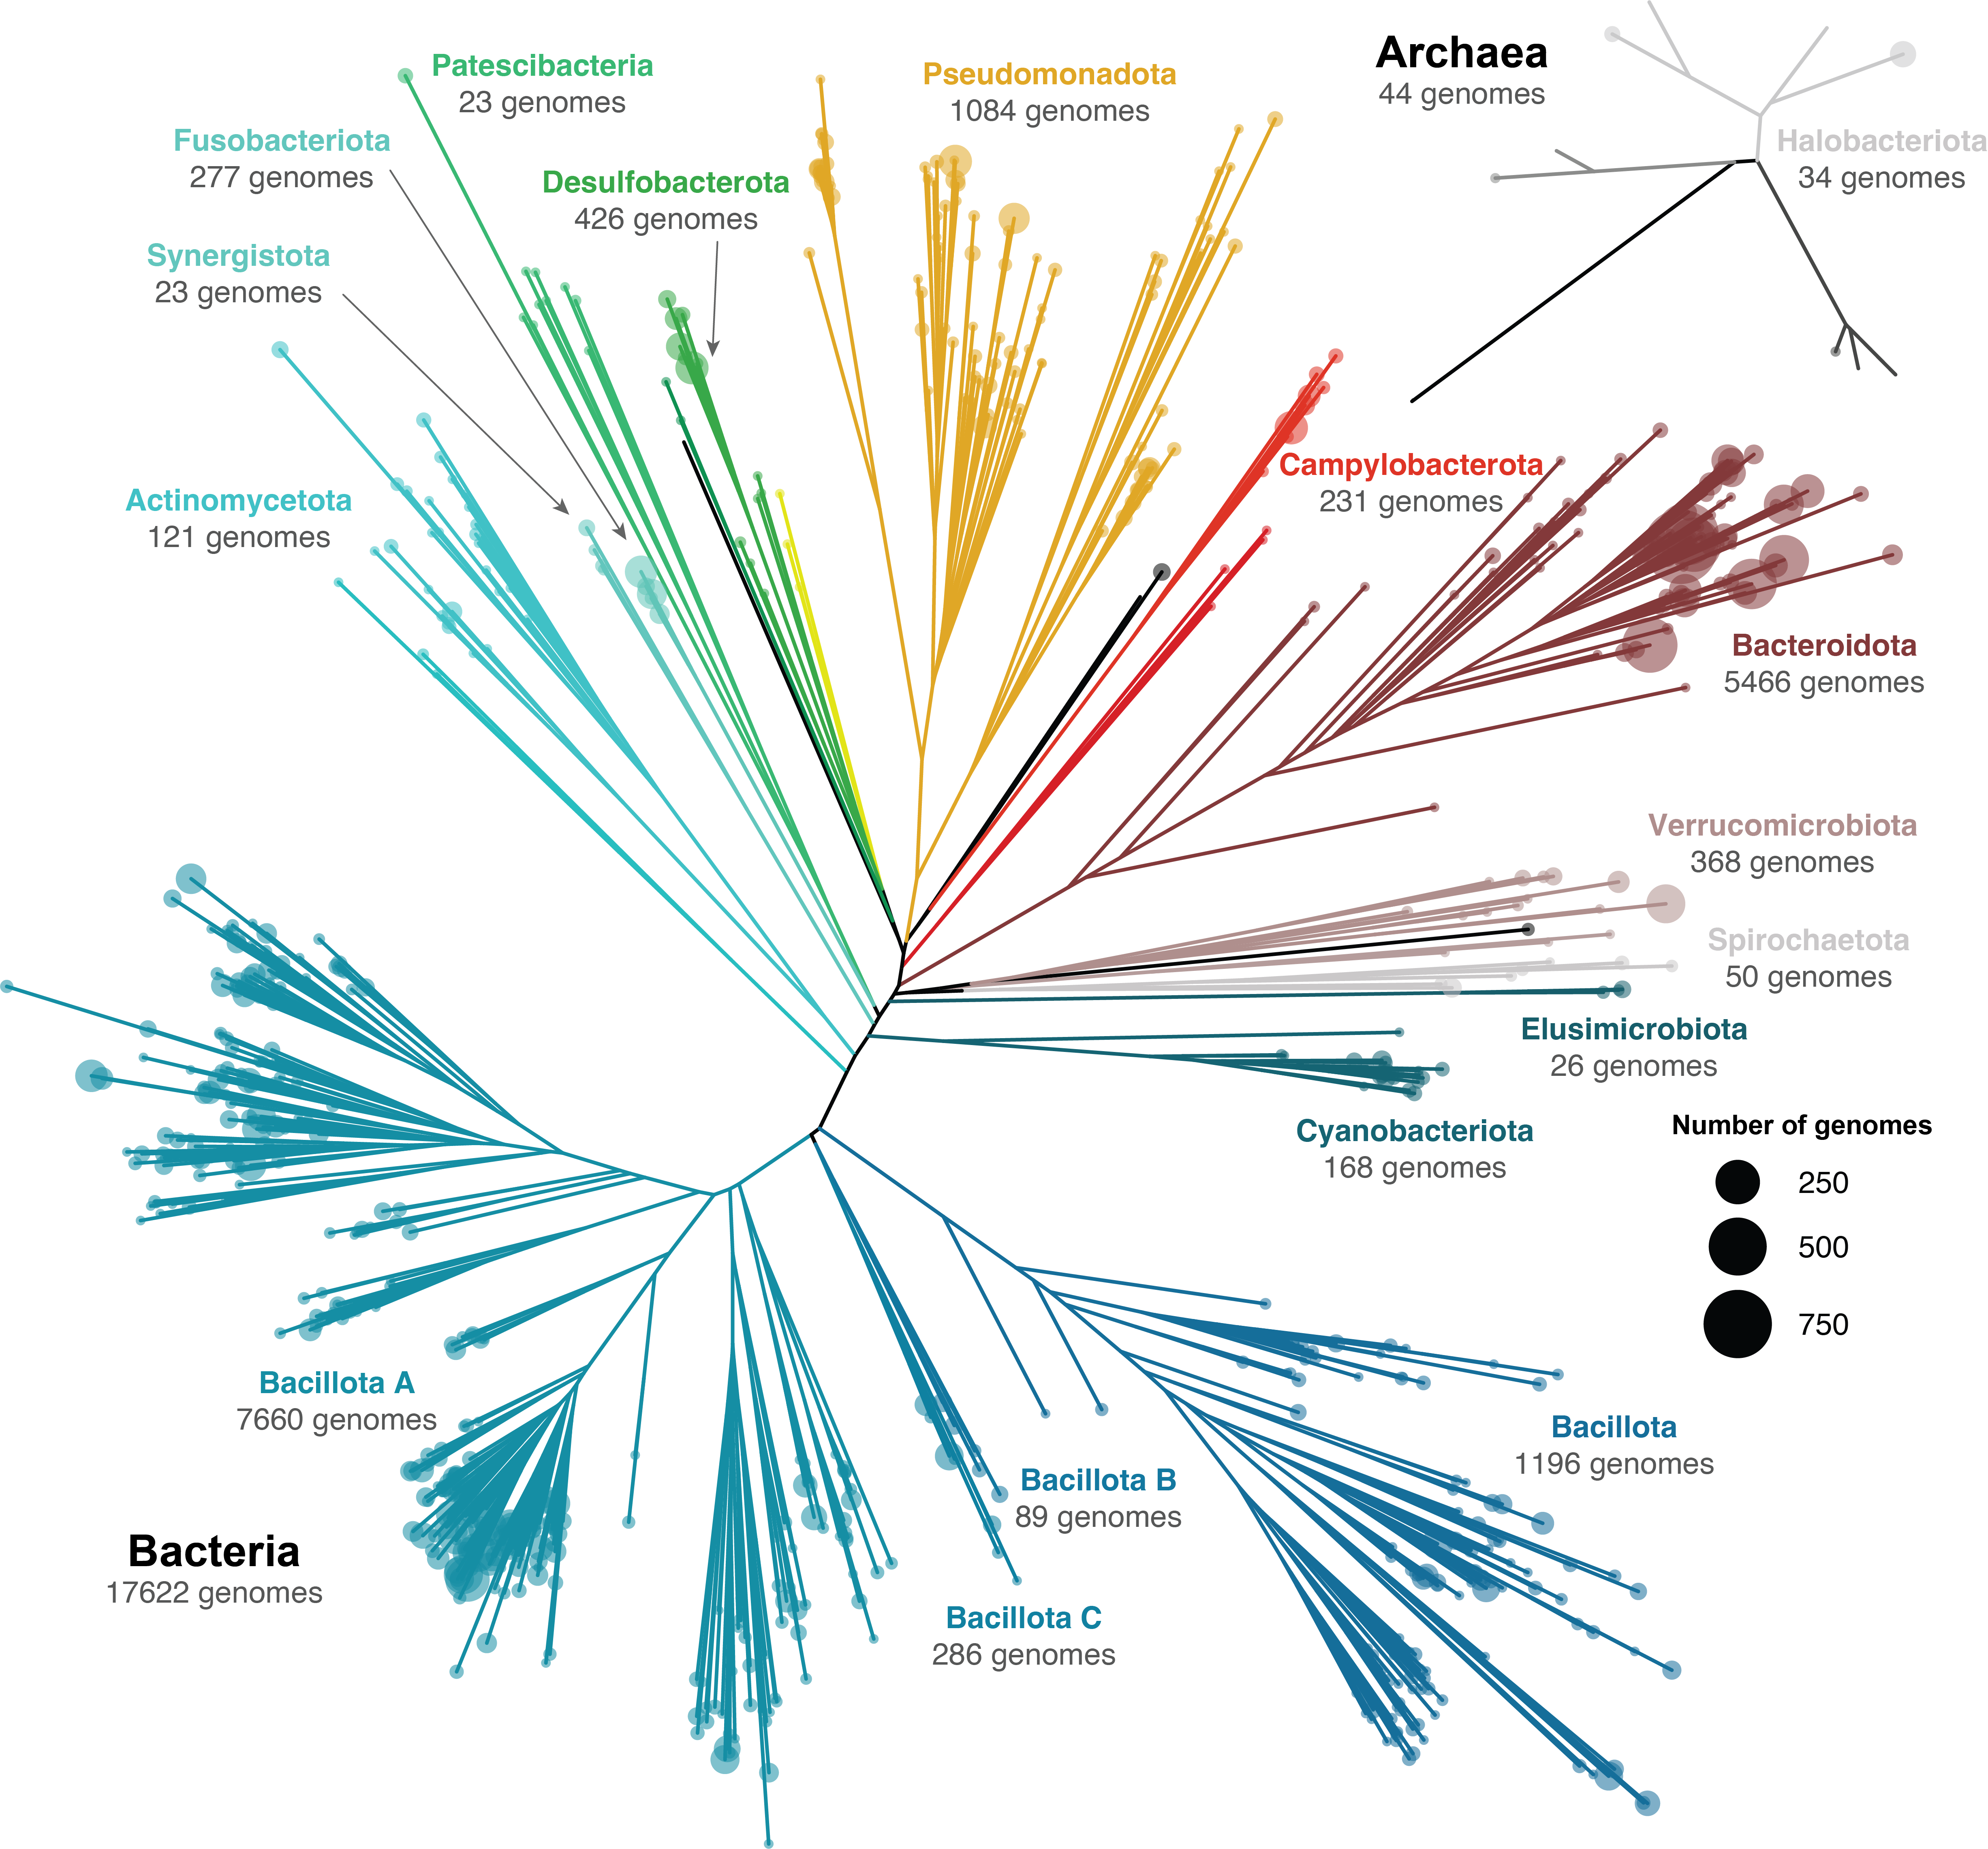 Archaea
44 genomes
Patescibacteria
23 genomes
Pseudomonadota
1084 genomes
Fusobacteriota
277 genomes
Halobacteriota
34 genomes
Desulfobacterota
426 genomes
Synergistota
23 genomes
Campylobacterota
231 genomes
Actinomycetota
121 genomes
Bacteroidota
5466 genomes
Verrucomicrobiota
368 genomes
Spirochaetota
50 genomes
Elusimicrobiota
26 genomes
Cyanobacteriota
168 genomes
Number of genomes
250
500
750
Bacillota A
7660 genomes
Bacillota
1196 genomes
Bacillota B
89 genomes
Bacteria
17622 genomes
Bacillota C
286 genomes